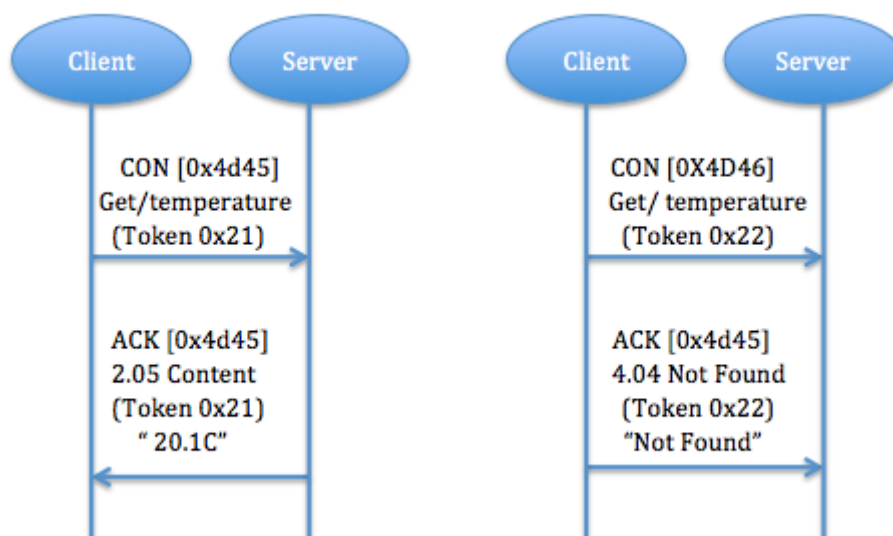 Client
Server
CON [0x4d45]
Get/temperature
(Token 0x21)
ACK [0x4d45]
2.05 Content
(Token 0x21)
“ 20.1C”
Client
Server
CON [0X4D46]
Get/ temperature
(Token 0x22)
ACK [0x4d45]
4.04 Not Found
(Token 0x22)
“Not Found”